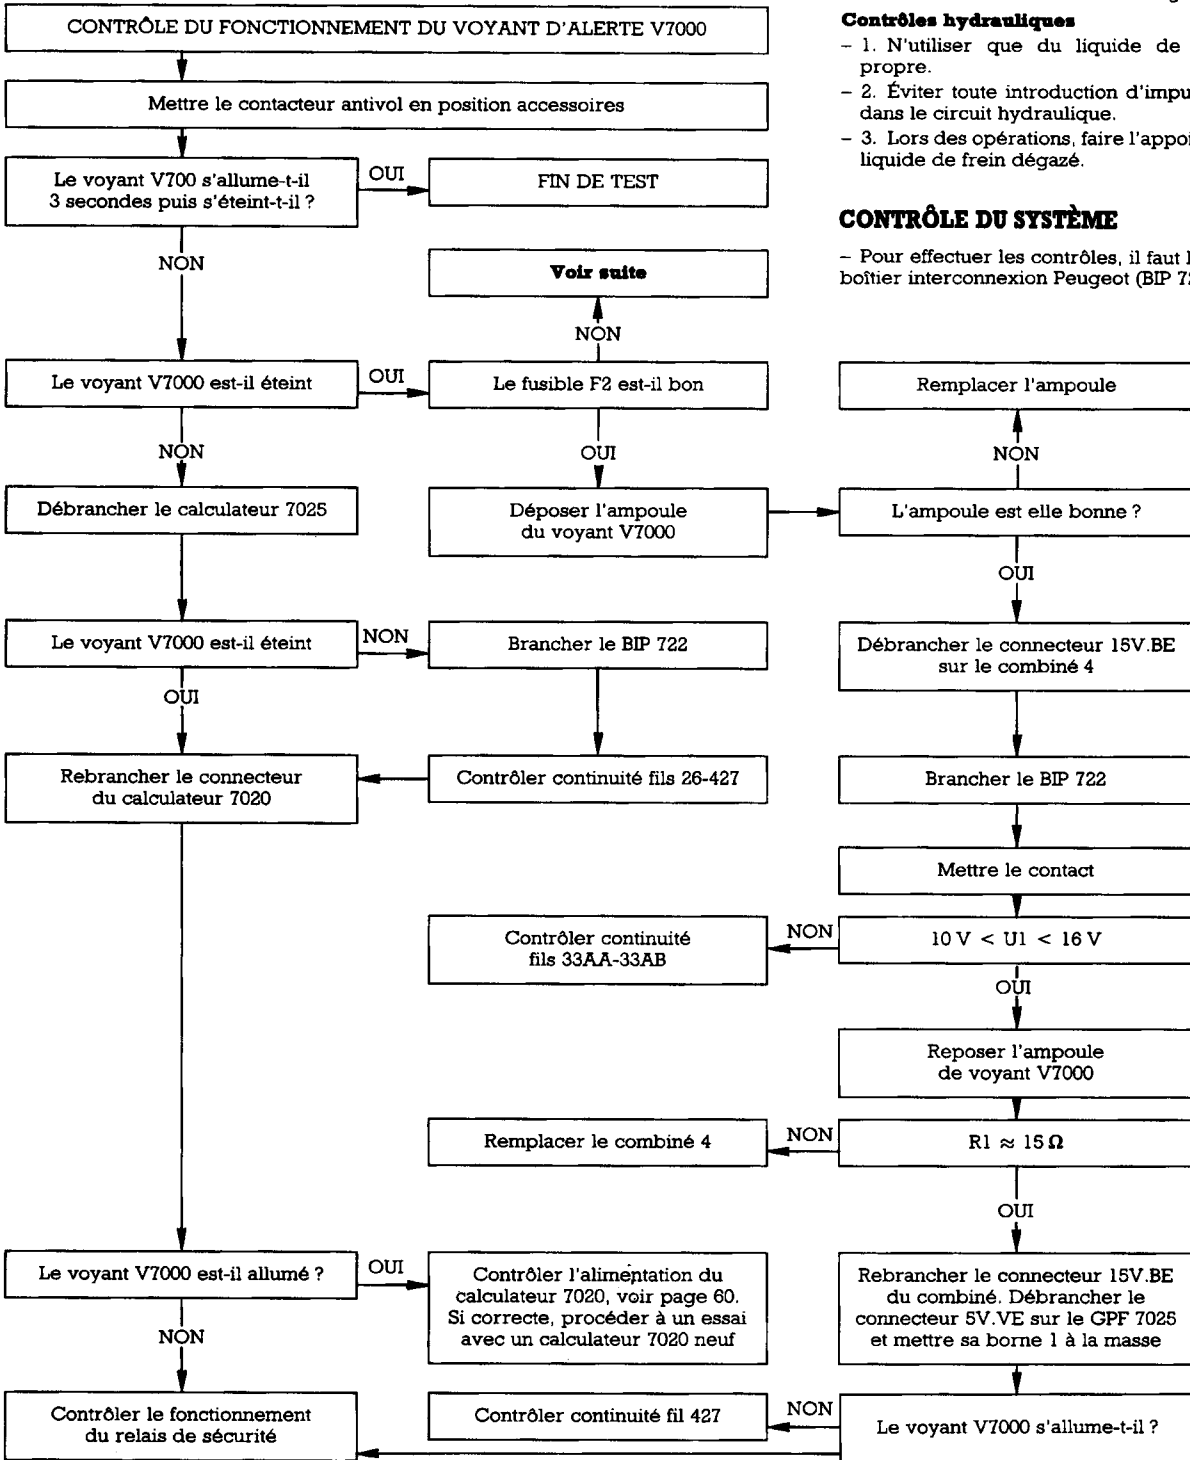 CONTRÔLE DU FONCTIONNEMENT DU VOYANT D'ALERTE V7000
Mettre le contacteur antivol en position accessoires
Le voyant V700 s'allume-t-il
3 secondes puis s'éteint-t-il ?
OUI
FIN DE TEST
NON
Voir suite
NON
Le voyant V7000 est-il éteint
OUI
Le fusible F2 est-il bon
NON
OUI
Débrancher le calculateur 7025
Déposer l'ampoule
du voyant V7000
Le voyant V7000 est-il éteint
NON
Brancher le BIP 722
OUI
Rebrancher le connecteur
du calculateur 7020
Contrôler continuité fils 26-427
Contrôler continuité
fils 33AA-33AB
NON
Remplacer le combiné 4
NON
Le voyant V7000 est-il allumé ?
OUI
Contrôler l'alimentation du
calculateur 7020, voir page 60.
Si correcte, procéder à un essai
avec un calculateur 7020 neuf
NON
Contrôler le fonctionnement
du relais de sécurité
Contrôler continuité fil 427
NON
Contrôles hydrauliques
– 1. N'utiliser que du liquide de
propre.
– 2. Éviter toute introduction d'impu
dans le circuit hydraulique.
– 3. Lors des opérations, faire l'appoi
liquide de frein dégazé.
CONTRÔLE DU SYSTÈME
– Pour effectuer les contrôles, il faut
boîtier interconnexion Peugeot (BIP 72
Remplacer l'ampoule
NON
L'ampoule est elle bonne ?
OUI
Débrancher le connecteur 15V.BE
sur le combiné 4
Brancher le BIP 722
Mettre le contact
10 V < U1 < 16 V
OUI
Reposer l'ampoule
de voyant V7000
R1 ≈ 15 Ω
OUI
Rebrancher le connecteur 15V.BE
du combiné. Débrancher le
connecteur 5V.VE sur le GPF 7025
et mettre sa borne 1 à la masse
Le voyant V7000 s'allume-t-il ?